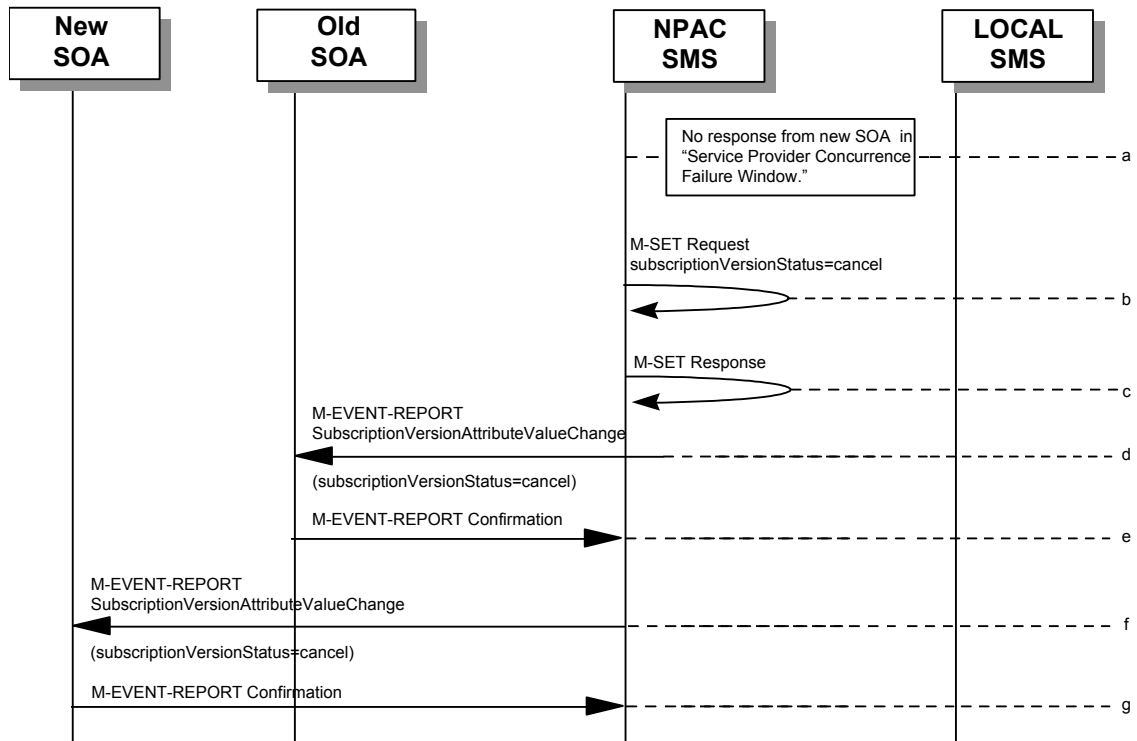 New
SOA
Old
SOA
NPAC
SMS
LOCAL
SMS
No response from new SOA in
“Service Provider Concurrence
Failure Window.”
a
M-SET Request
subscriptionVersionStatus=cancel
b
M-SET Response
c
M-EVENT-REPORT
SubscriptionVersionAttributeValueChange
d
(subscriptionVersionStatus=cancel)
M-EVENT-REPORT Confirmation
e
M-EVENT-REPORT
SubscriptionVersionAttributeValueChange
f
(subscriptionVersionStatus=cancel)
M-EVENT-REPORT Confirmation
g